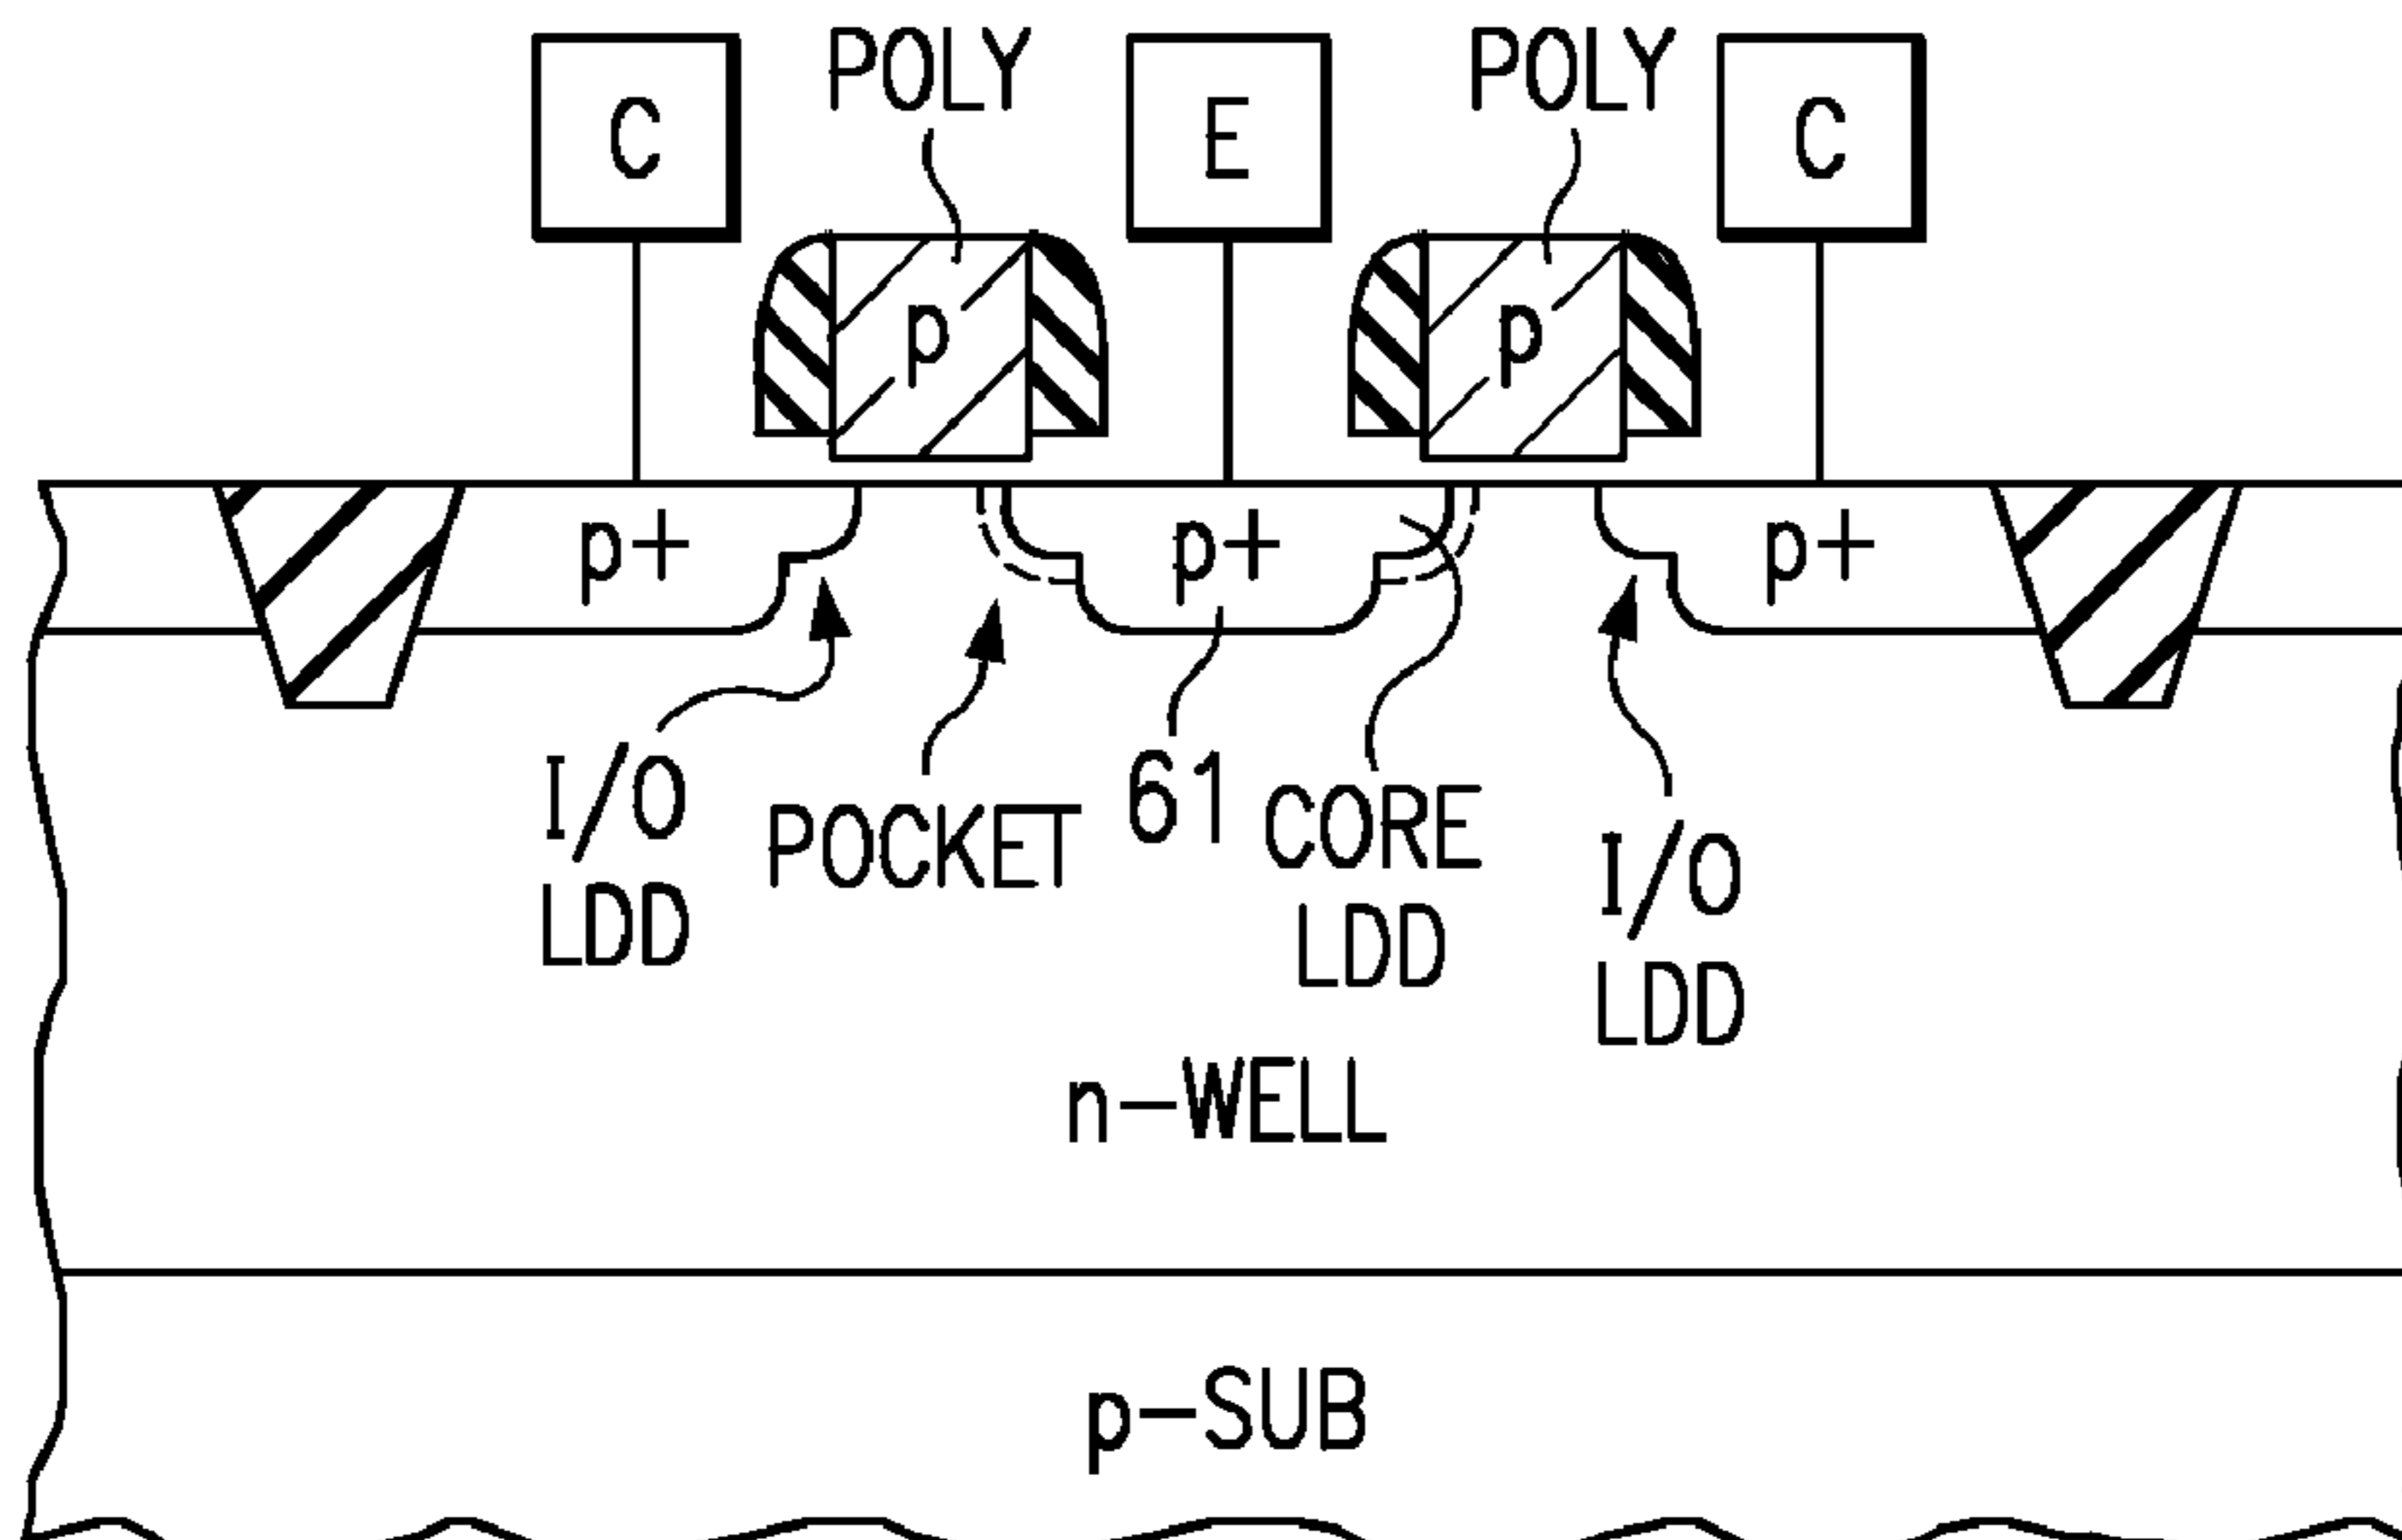 C POLY E POLY C
p p
p+ p+ p+
I/O
LDD
POCKET
61
CORE
LDD
I/O
LDD
n-WELL
p-SUB